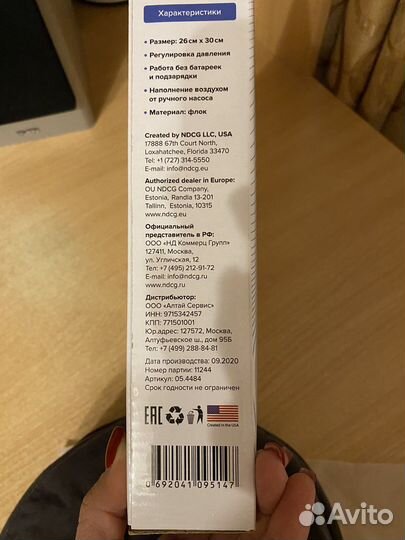 Характеристики
• Размер: 26 см x 30 см
• Регулировка давления
• Работа без батареек
и подзарядки
• Наполнение воздухом
от ручного насоса
• Материал: флок
Created by NDCG LLC, USA
17888 67th Court North,
Loxahatchee, Florida 33470
Tel: +1 (727) 314-5550
E-mail: info@ndcg.eu
Authorized dealer in Europe:
OU NDCG Company,
Estonia, Randla 13-201
Tallinn, Estonia, 10315
www.ndcg.eu
Официальный
представитель в РФ:
ООО «НД Коммерц Групп»
127411, Москва,
ул. Угличская, 12
Тел: +7 (495) 212-91-72
E-mail: info@ndcg.ru
www.ndcg.ru
Дистрибьютор:
ООО «Алтай Сервис»
ИНН: 9715342457
КПП: 771501001
Юр.адрес: 127572, Москва,
Алтуфьевское ш., дом 95Б
Тел: +7 (499) 288-84-81
Дата производства: 09.2020
Номер партии: 11244
Артикул: 05.4484
Срок годности не ограничен
EAC
Created in the USA
0 692041 095147
Avito